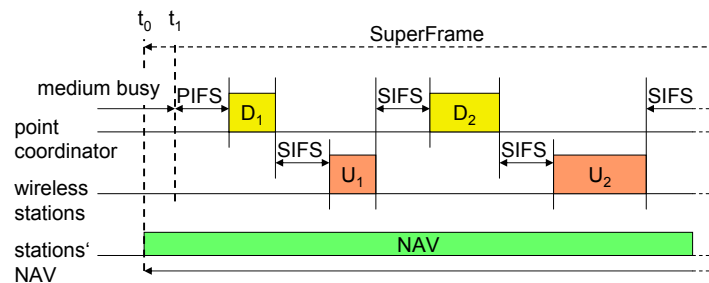 t0 t1
SuperFrame
medium busy PIFS SIFS SIFS
D1 D2
point
coordinator
SIFS SIFS
U1 U2
wireless
stations
stations‘ NAV
NAV